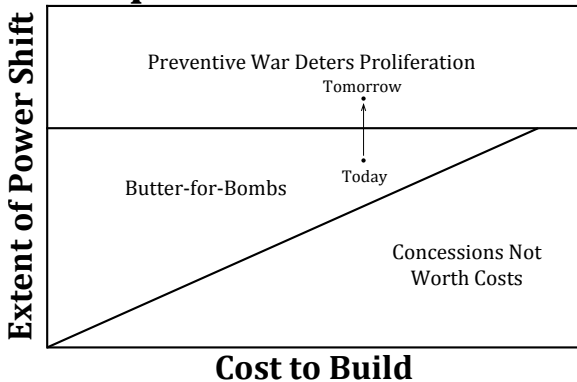 Preventive War Deters Proliferation
Tomorrow
Today
Butter-for-Bombs
Concessions Not
Worth Costs
Extent of Power Shift
Cost to Build